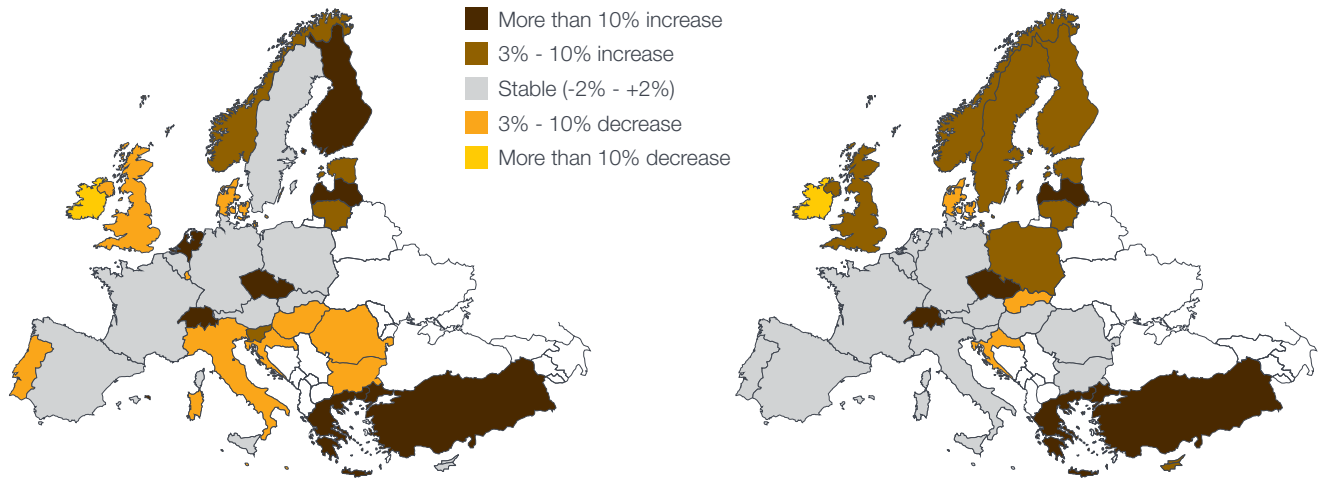 More than 10% increase
3% - 10% increase
Stable (-2% - +2%)
3% - 10% decrease
More than 10% decrease